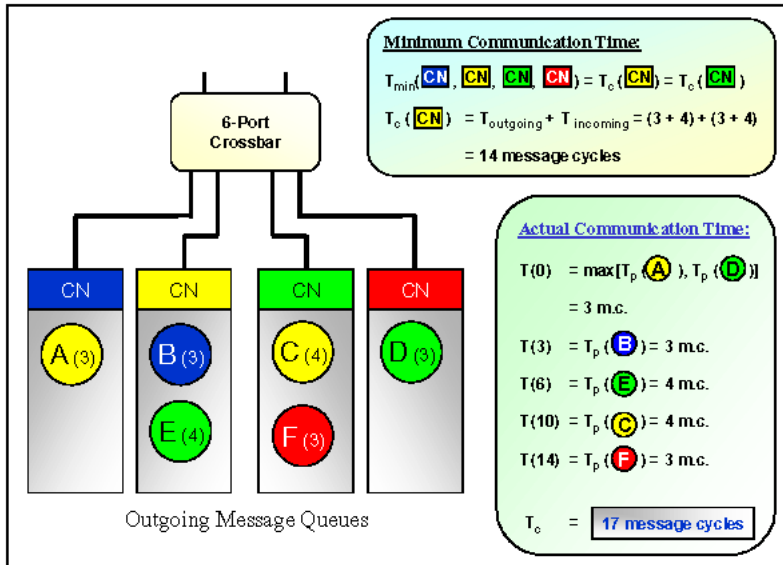 6-Port
Crossbar
CN
CN
CN
CN
A (3)
B (3)
C (4)
D (3)
E (4)
F (3)
Outgoing Message Queues
Minimum Communication Time:
Tmin( CN , CN, CN, CN ) = Tc ( CN ) = Tc ( CN )
Tc ( CN ) = Toutgoing + Tincoming = (3 + 4) + (3 + 4)
= 14 message cycles
Actual Communication Time:
T(0) = max[Tp ( A ), Tp ( D )]
= 3 m.c.
T(3) = Tp ( B ) = 3 m.c.
T(6) = Tp ( E ) = 4 m.c.
T(10) = Tp ( C ) = 4 m.c.
T(14) = Tp ( F ) = 3 m.c.
Tc = 17 message cycles